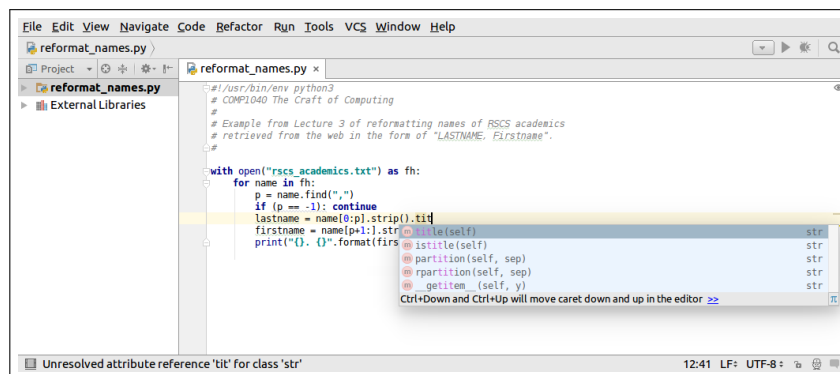 File Edit View Navigate Code Refactor Run Tools VCS Window Help
reformat_names.py
Project
reformat_names.py ×
reformat_names.py
External Libraries
#!/usr/bin/env python3
# COMP1040 The Craft of Computing
#
# Example from Lecture 3 of reformatting names of RSCS academics
# retrieved from the web in the form of "LASTNAME, Firstname".
#
with open("rscs_academics.txt") as fh:
for name in fh:
p = name.find(",")
if (p == -1): continue
lastname = name[0:p].strip().tit
firstname = name[p+1:].str
print("{}. {}".format(firs
title(self) str
istitle(self) str
partition(self, sep) str
rpartition(self, sep) str
__getitem__(self, y) str
Ctrl+Down and Ctrl+Up will move caret down and up in the editor >> π
Unresolved attribute reference 'tit' for class 'str' 12:41 LF÷ UTF-8÷